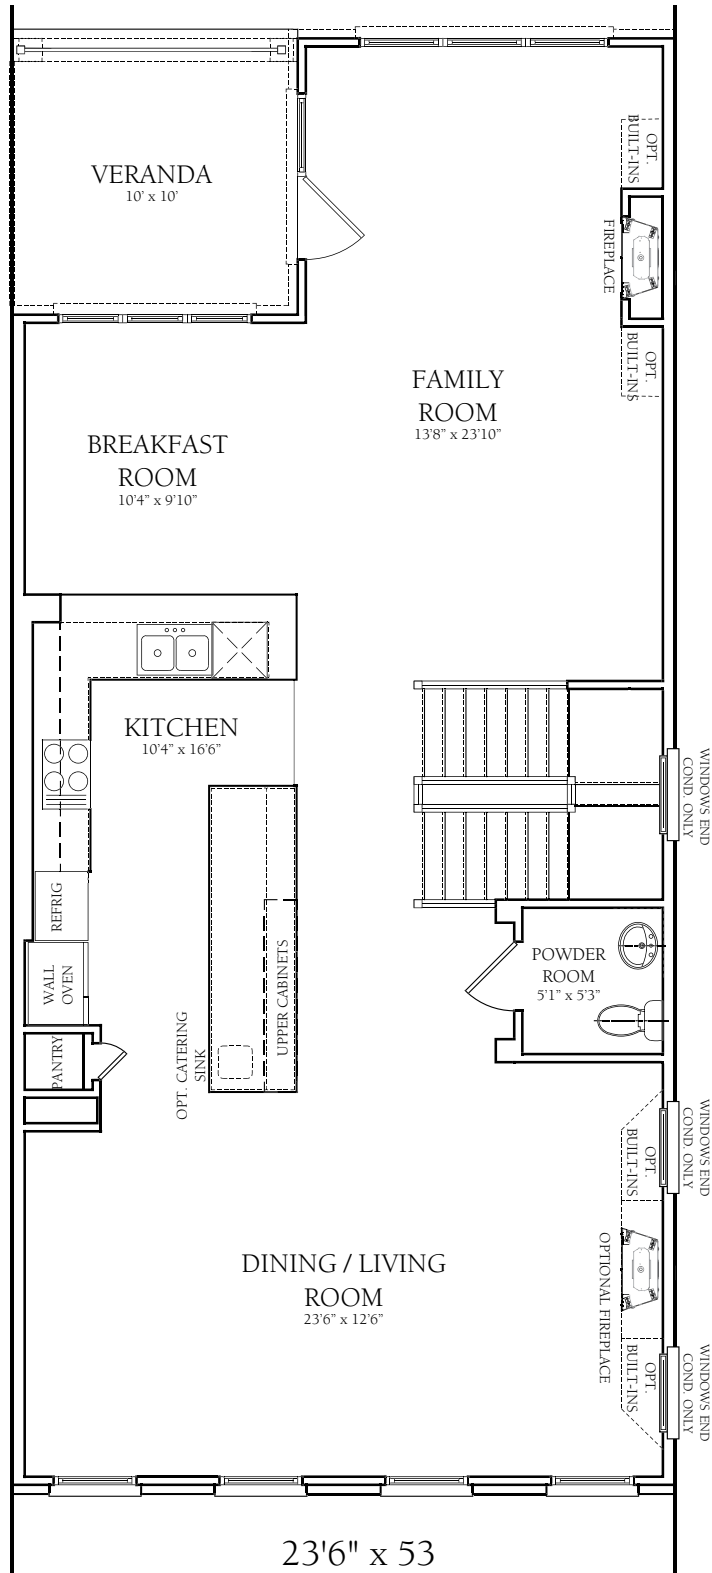 VERANDA
10' x 10'
OPT.
BUILT-INS
FIREPLACE
OPT.
BUILT-INS
FAMILY
ROOM
13'8" x 23'10"
BREAKFAST
ROOM
10'4" x 9'10"
KITCHEN
10'4" x 16'6"
WINDOWS END
COND. ONLY
REFRIG
WALL
OVEN
PANTRY
UPPER CABINETS
OPT. CATERING
SINK
POWDER
ROOM
5'1" x 5'3"
WINDOWS END
COND. ONLY
OPT.
BUILT-INS
OPTIONAL FIREPLACE
OPT.
BUILT-INS
WINDOWS END
COND. ONLY
DINING / LIVING
ROOM
23'6" x 12'6"
23'6" x 53